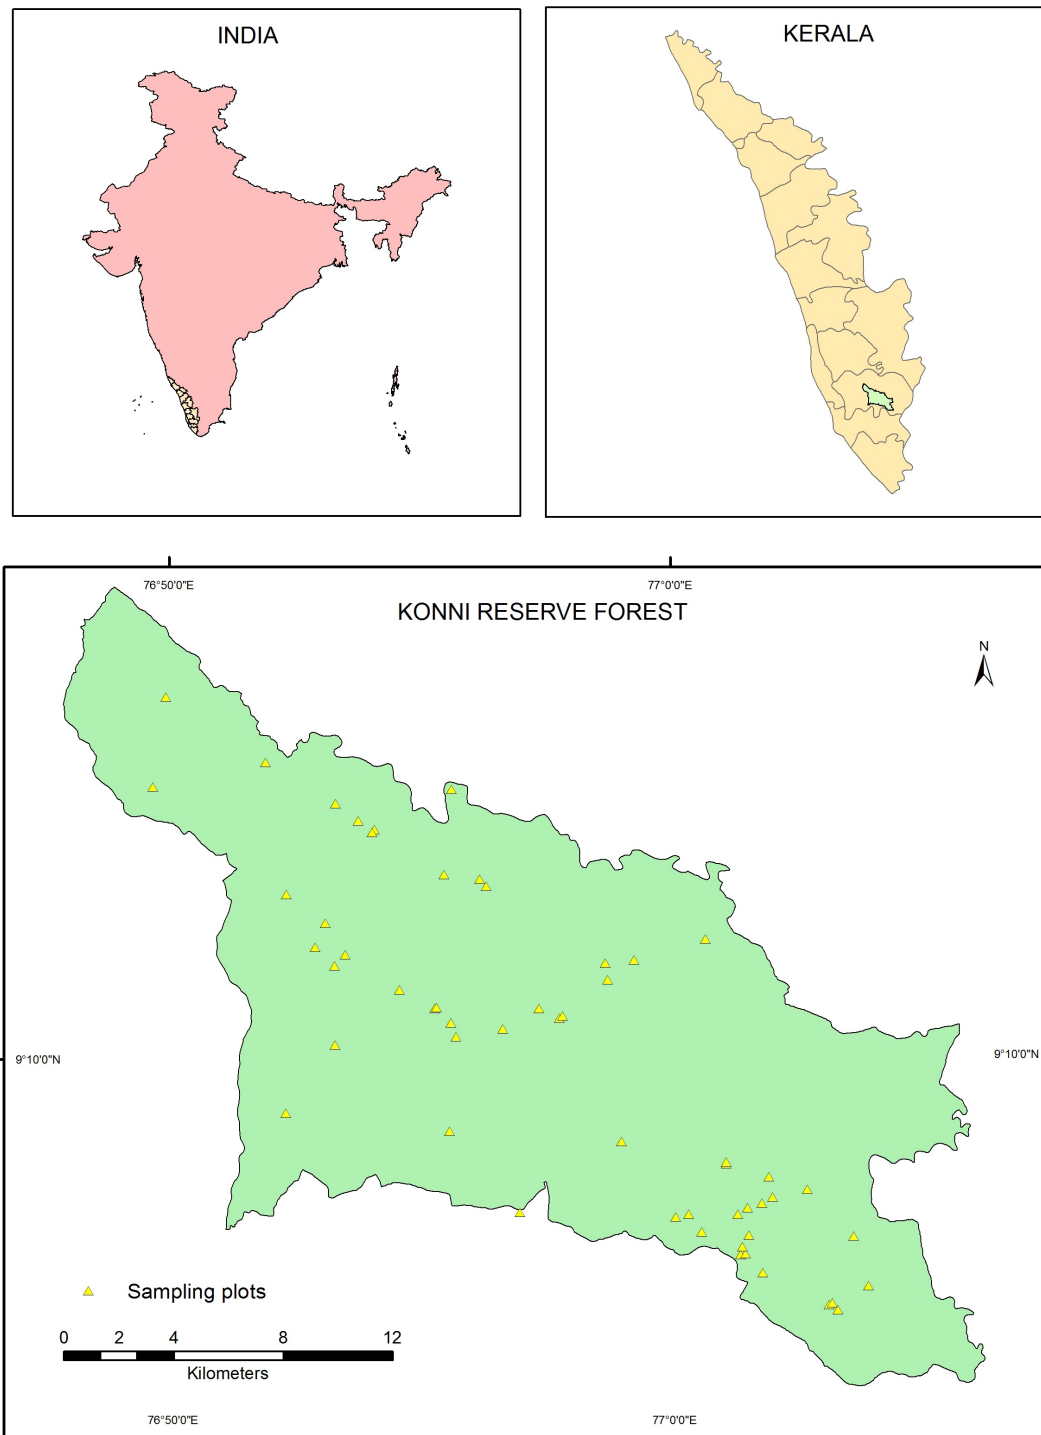 INDIA
KERALA
76°50'0"E
77°0'0"E
KONNI RESERVE FOREST
N
9°10'0"N
9°10'0"N
Sampling plots
0 2 4 8 12
Kilometers
76°50'0"E
77°0'0"E